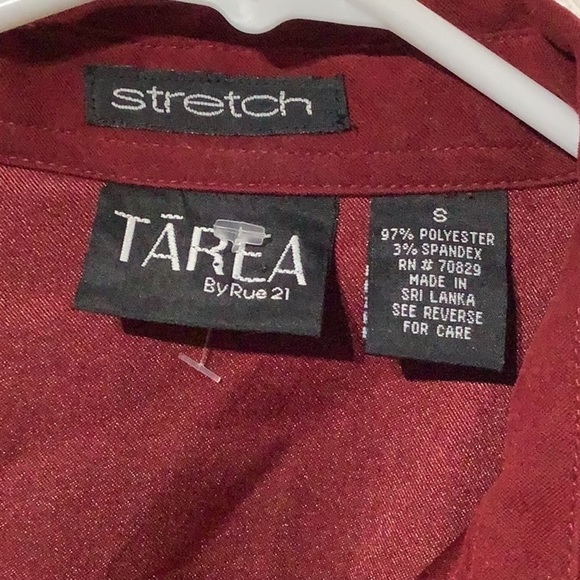 stretch
TĀREA
By Rue 21
S
97% POLYESTER
3% SPANDEX
RN # 70829
MADE IN
SRI LANKA
SEE REVERSE
FOR CARE